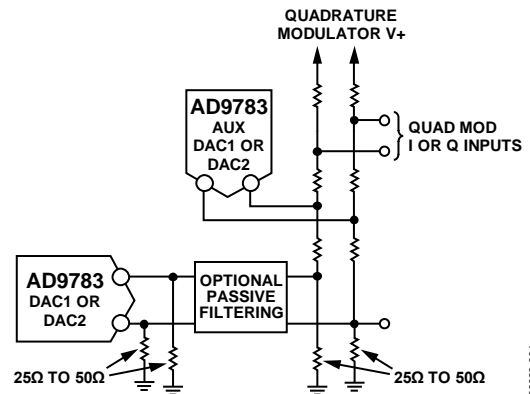 QUADRATURE
MODULATOR V+
AD9783
AUX
DAC1 OR
DAC2
QUAD MOD
I OR Q INPUTS
AD9783
DAC1 OR
DAC2
OPTIONAL
PASSIVE
FILTERING
25Ω TO 50Ω
25Ω TO 50Ω